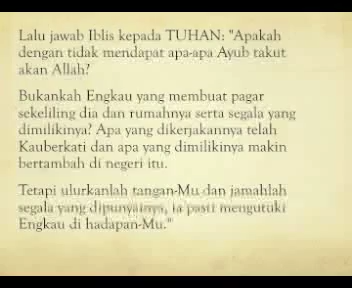 Lalu jawab Iblis kepada TUHAN: "Apakah
dengan tidak mendapat apa-apa Ayub takut
akan Allah?
Bukankah Engkau yang membuat pagar
sekeliling dia dan rumahnya serta segala yang
dimilikinya? Apa yang dikerjakannya telah
Kauberkati dan apa yang dimilikinya makin
bertambah di negeri itu.
Tetapi ulurkanlah tangan-Mu dan jamahlah
segala yang dipunyainya, ia pasti mengutuki
Engkau di hadapan-Mu."